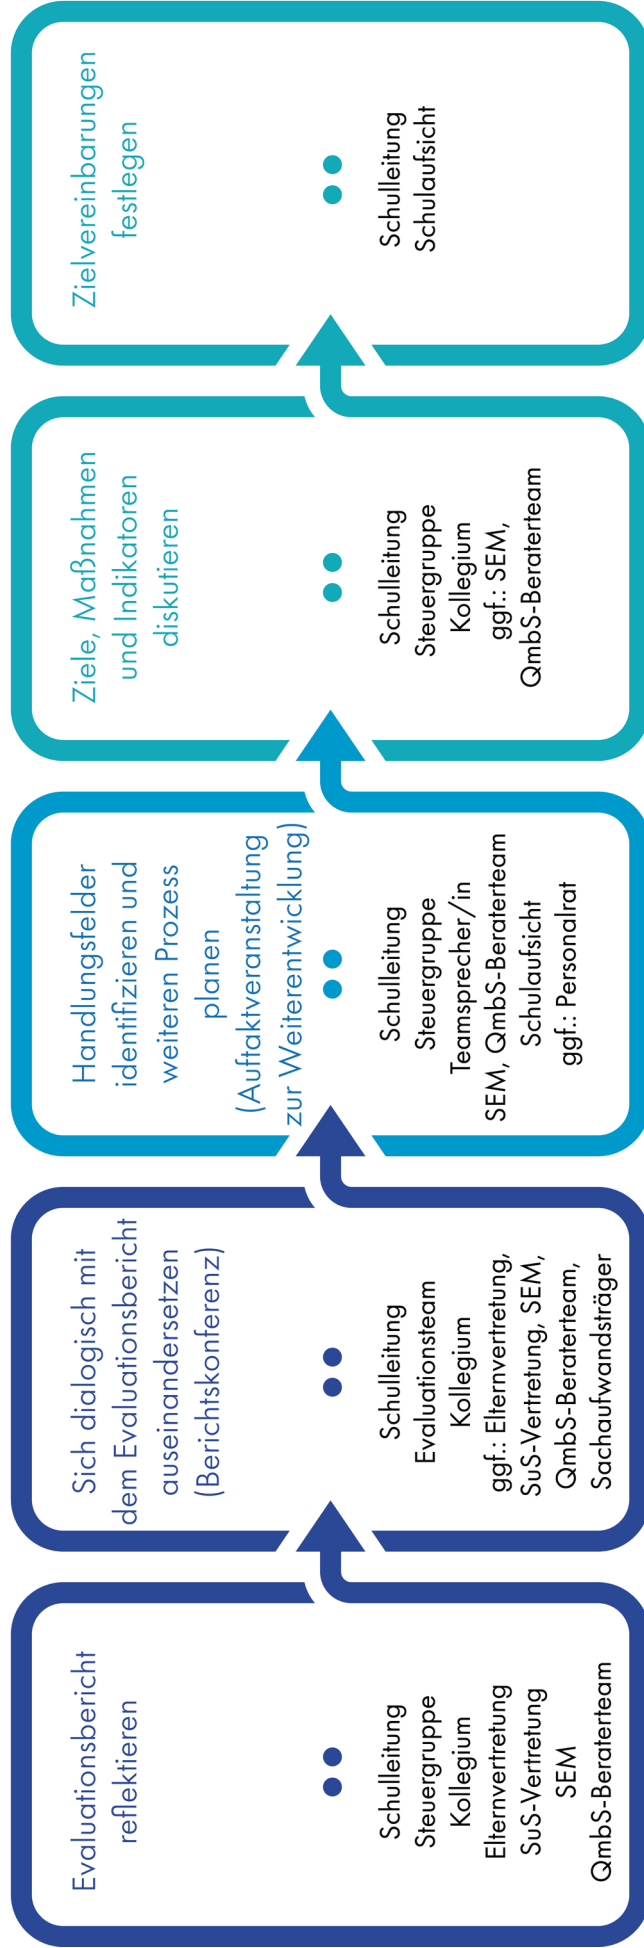 Evaluationsbericht
reflektieren
Schulleitung
Steuergruppe
Kollegium
Elternvertretung
SuS-Vertretung
SEM
QmbS-Beraterteam
Sich dialogisch mit
dem Evaluationsbericht
auseinandersetzen
(Berichtskonferenz)
Schulleitung
Evaluationsteam
Kollegium
ggf.: Elternvertretung,
SuS-Vertretung, SEM,
QmbS-Beraterteam,
Sachaufwandsträger
Handlungsfelder
identifizieren und
weiteren Prozess
planen
(Auftaktveranstaltung
zur Weiterentwicklung)
Schulleitung
Steuergruppe
Teamsprecher/in
SEM, QmbS-Beraterteam
Schulaufsicht
ggf.: Personalrat
Ziele, Maßnahmen
und Indikatoren
diskutieren
Schulleitung
Steuergruppe
Kollegium
ggf.: SEM,
QmbS-Beraterteam
Zielvereinbarungen
festlegen
Schulleitung
Schulaufsicht